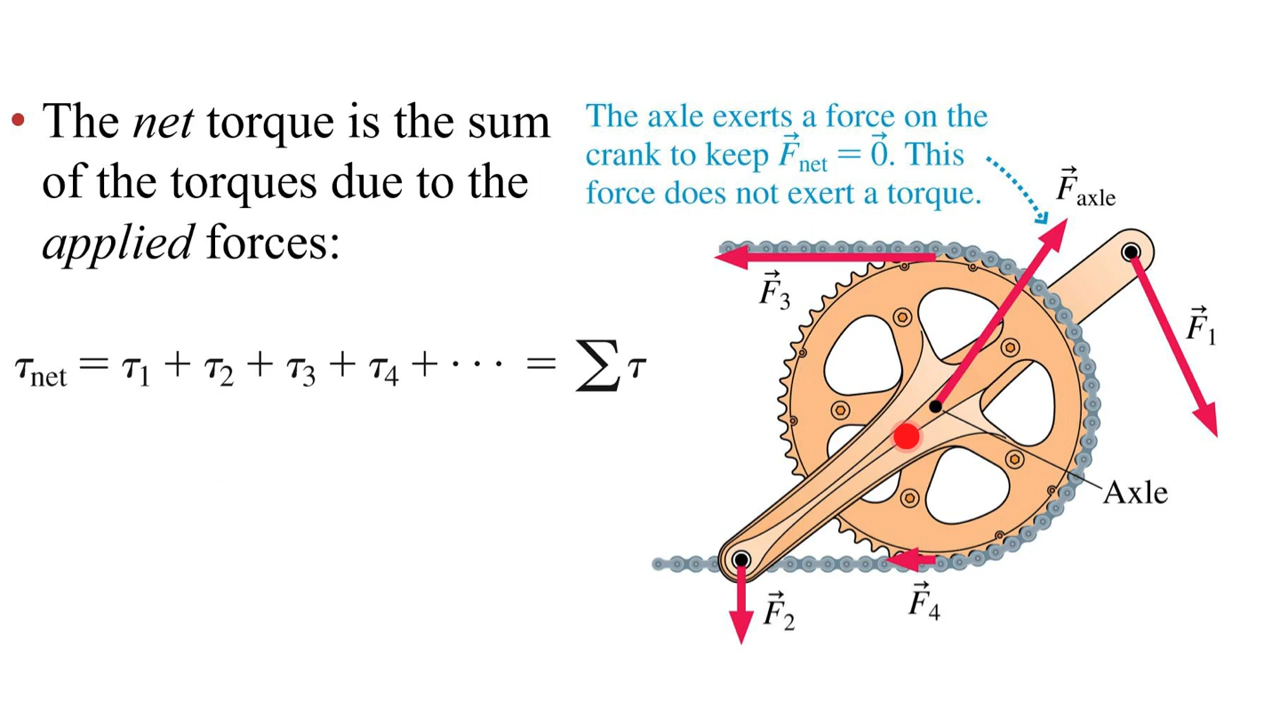 • The net torque is the sum
of the torques due to the
applied forces:
τnet = τ1 + τ2 + τ3 + τ4 + · · · = ∑τ
The axle exerts a force on the
crank to keep F⃗net = 0⃗. This
force does not exert a torque.
F⃗axle
F⃗3
F⃗1
Axle
F⃗2
F⃗4